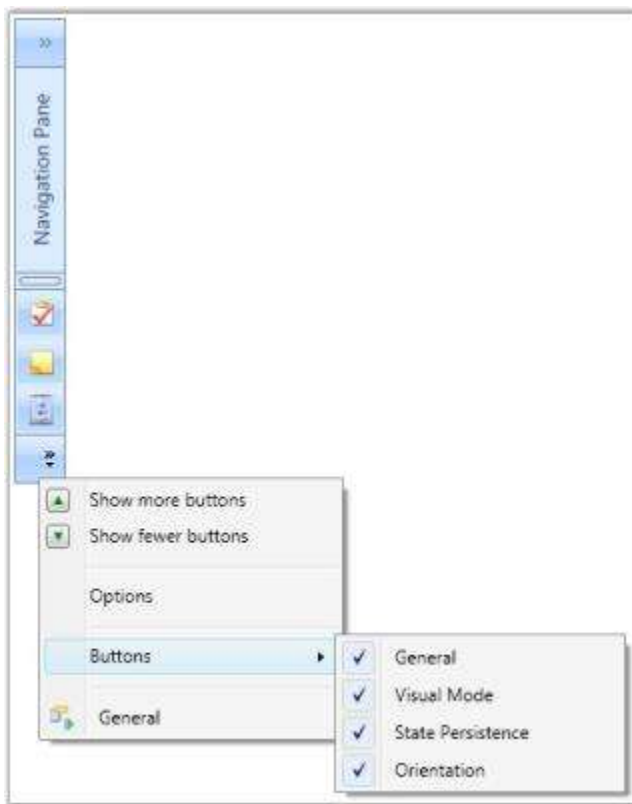 Navigation Pane
Show more buttons
Show fewer buttons
Options
Buttons
General
Visual Mode
State Persistence
Orientation
General